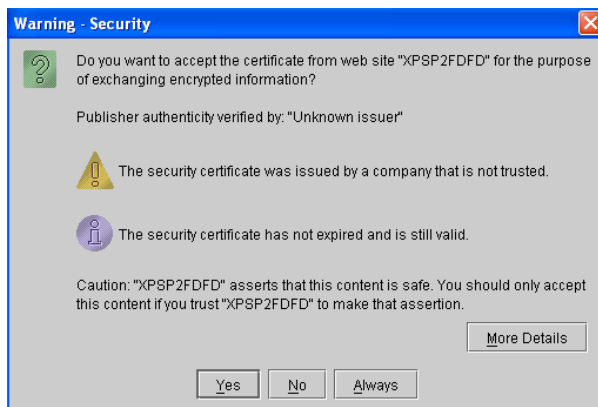 Warning - Security
Do you want to accept the certificate from web site "XPSP2FDFD" for the purpose
of exchanging encrypted information?
Publisher authenticity verified by: "Unknown issuer"
The security certificate was issued by a company that is not trusted.
The security certificate has not expired and is still valid.
Caution: "XPSP2FDFD" asserts that this content is safe. You should only accept
this content if you trust "XPSP2FDFD" to make that assertion.
More Details
Yes No Always